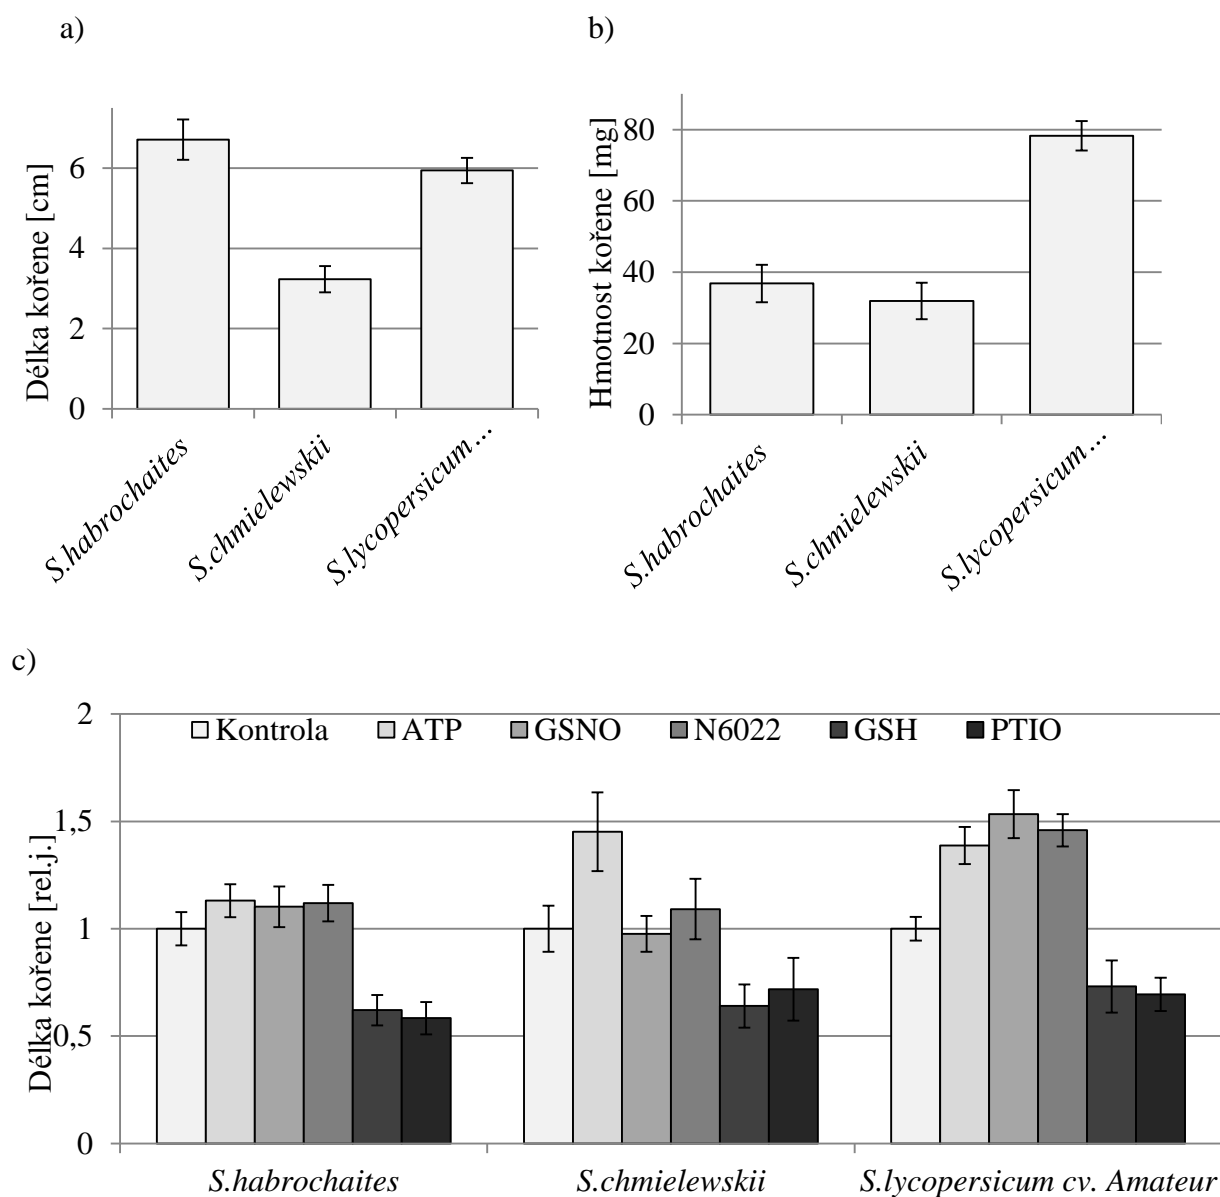 a)
Délka kořene [cm]
6
4
2
0
S.habrochaites
S.chmielewskii
S.lycopersicum...
b)
Hmotnost kořene [mg]
80
60
40
20
0
S.habrochaites
S.chmielewskii
S.lycopersicum...
c)
Délka kořene [rel.j.]
2
1,5
1
0,5
0
Kontrola ATP GSNO N6022 GSH PTIO
S.habrochaites S.chmielewskii S.lycopersicum cv. Amateur